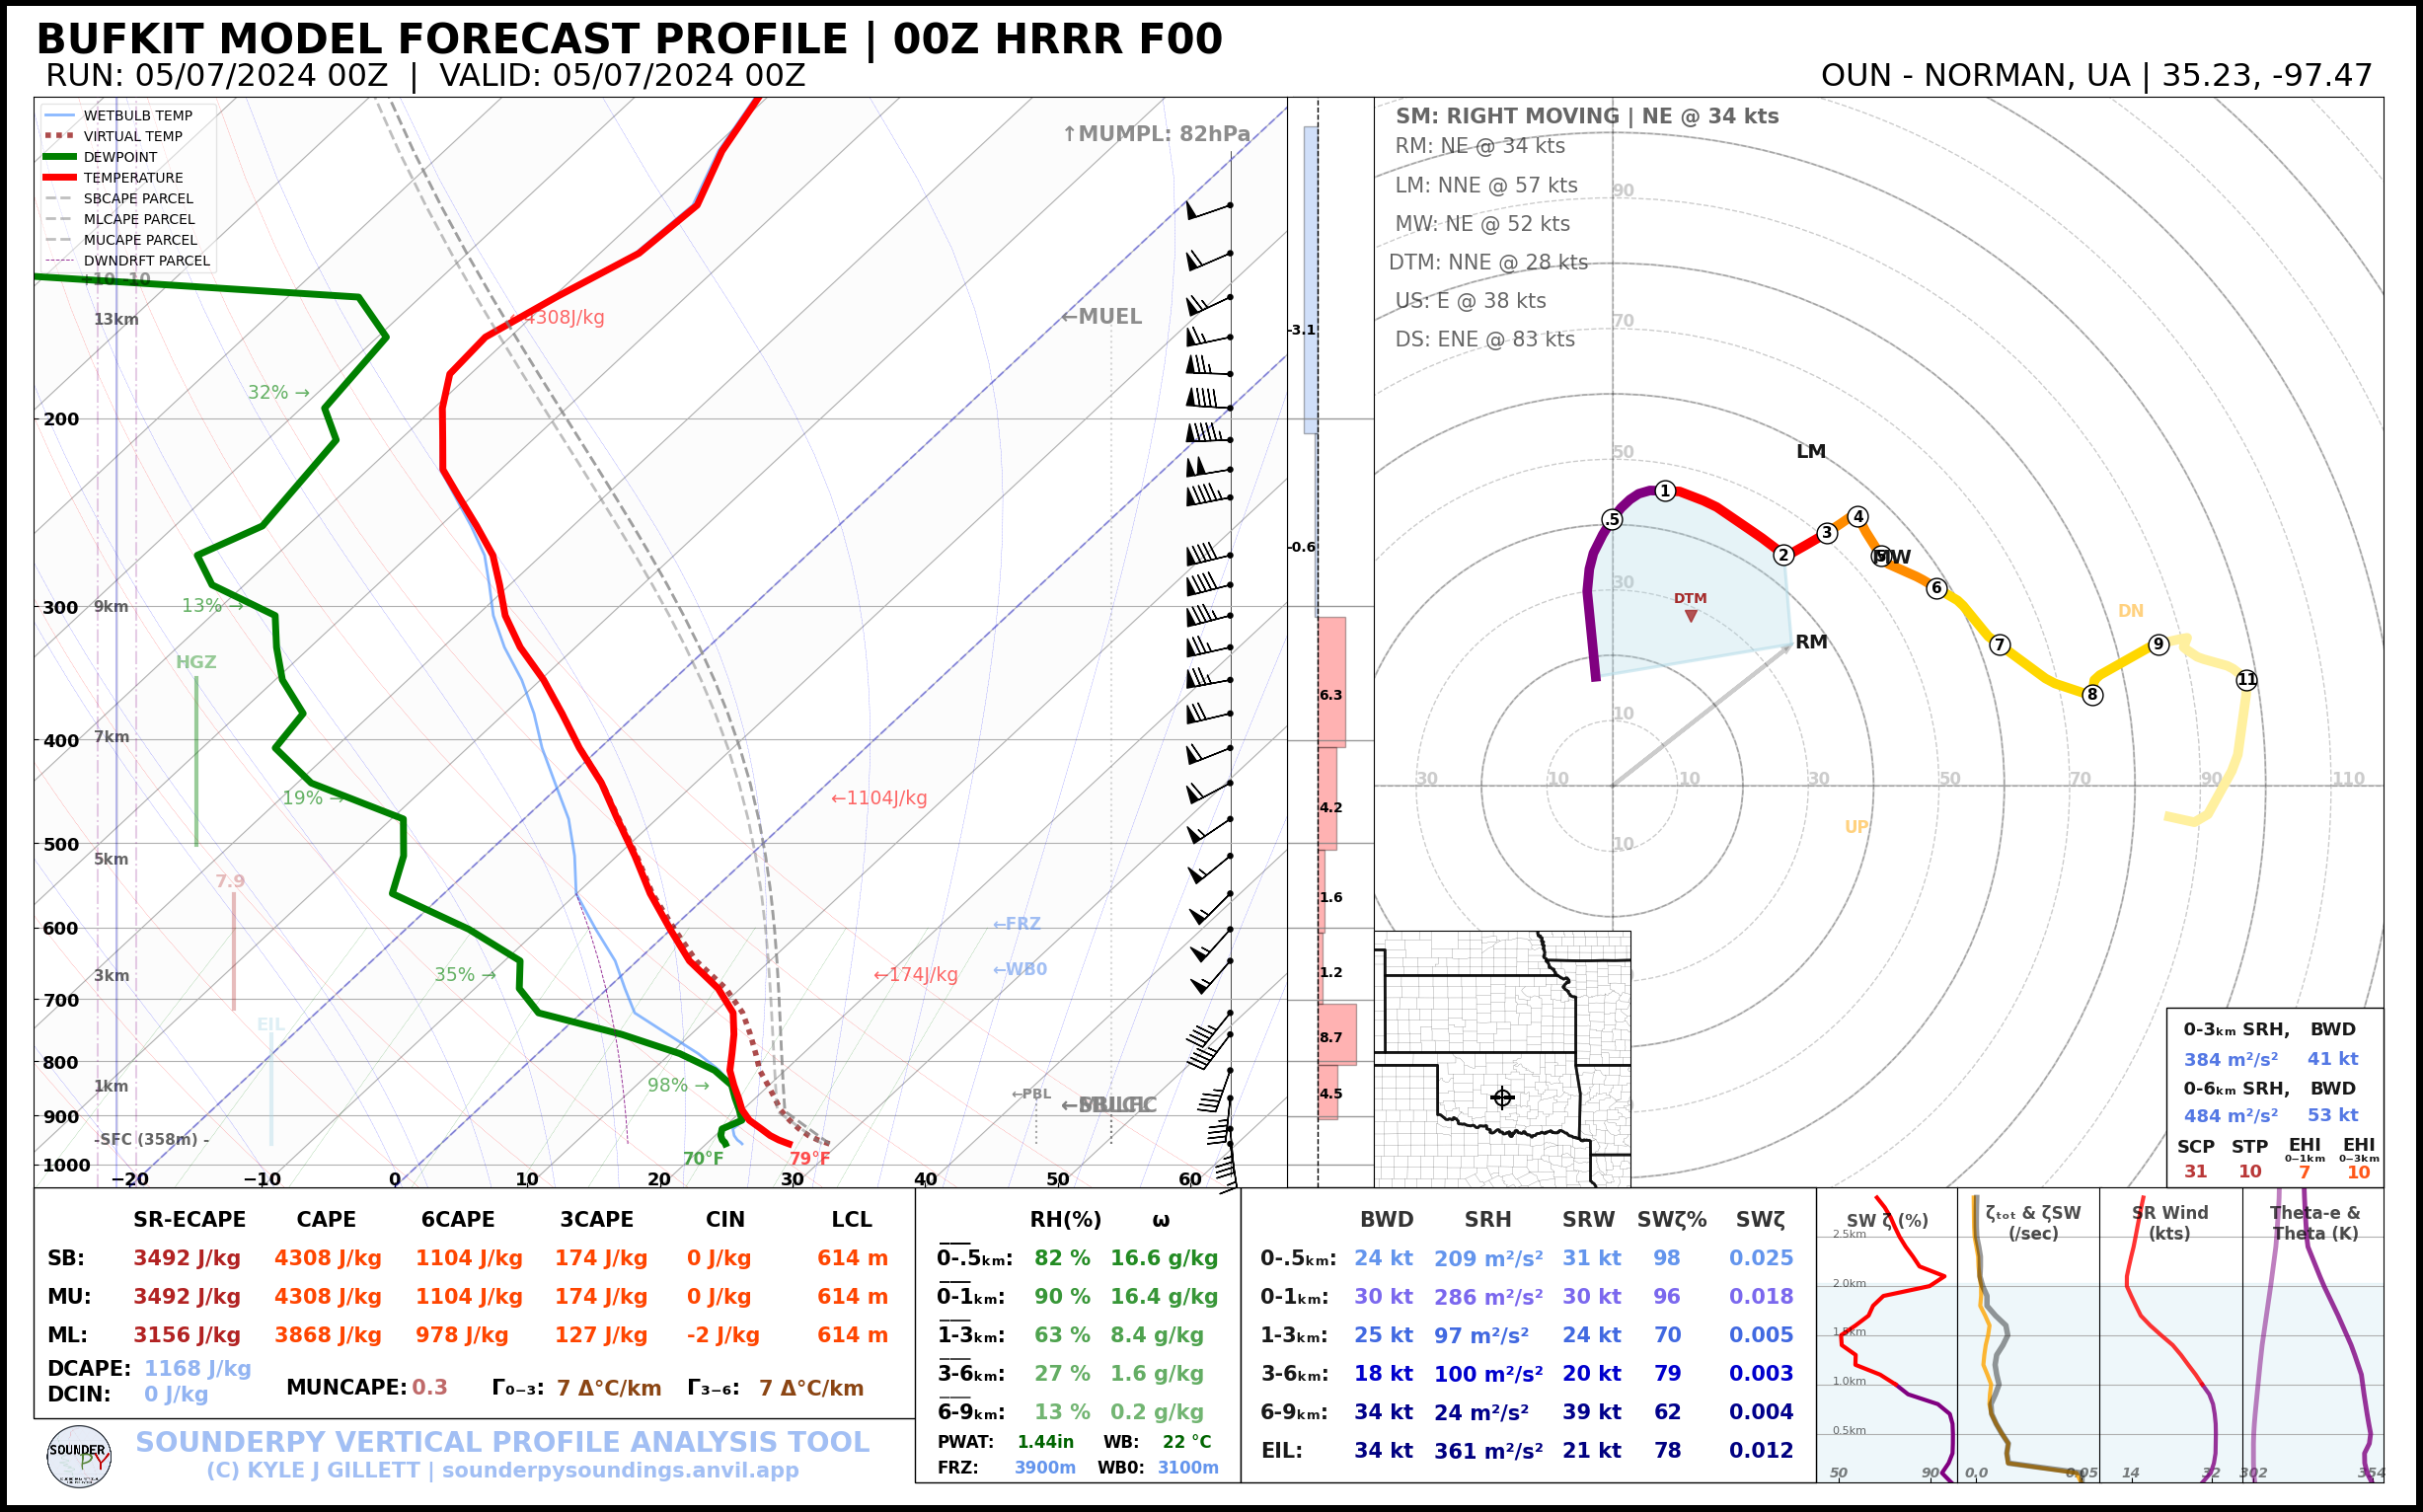 BUFKIT MODEL FORECAST PROFILE | 00Z HRRR F00
RUN: 05/07/2024 00Z | VALID: 05/07/2024 00Z
OUN - NORMAN, UA | 35.23, -97.47
WETBULB TEMP
VIRTUAL TEMP
DEWPOINT
TEMPERATURE
SBCAPE PARCEL
MLCAPE PARCEL
MUCAPE PARCEL
DWNDRFT PARCEL
+10 -10
13km
9km
7km
5km
3km
1km
-SFC (358m) -
200
300
400
500
600
700
800
900
1000
−20 −10 0 10 20 30 40 50 60
32% →
13% →
19% →
35% →
98% →
HGZ
7.9
EIL
←4308J/kg
←1104J/kg
←174J/kg
↑MUMPL: 82hPa
←MUEL
←FRZ
←WB0
←PBL
70°F
79°F
-3.1
-0.6
6.3
4.2
1.6
1.2
8.7
4.5
SM: RIGHT MOVING | NE @ 34 kts
RM: NE @ 34 kts
LM: NNE @ 57 kts
MW: NE @ 52 kts
DTM: NNE @ 28 kts
US: E @ 38 kts
DS: ENE @ 83 kts
90
70
50
30
10
30 10 10 30 50 70 90 110
10
.5 1 2 3 4 5 6 7 8 9 11
LM
MW
RM
DTM
DN
UP
0-3km SRH, BWD
384 m²/s² 41 kt
0-6km SRH, BWD
484 m²/s² 53 kt
SCP STP EHI EHI
0-1km 0-3km
31 10 7 10
SR-ECAPE CAPE 6CAPE 3CAPE CIN LCL
SB: 3492 J/kg 4308 J/kg 1104 J/kg 174 J/kg 0 J/kg 614 m
MU: 3492 J/kg 4308 J/kg 1104 J/kg 174 J/kg 0 J/kg 614 m
ML: 3156 J/kg 3868 J/kg 978 J/kg 127 J/kg -2 J/kg 614 m
DCAPE: 1168 J/kg
DCIN: 0 J/kg
MUNCAPE: 0.3 Γ₀₋₃: 7 Δ°C/km Γ₃₋₆: 7 Δ°C/km
SOUNDERPY VERTICAL PROFILE ANALYSIS TOOL
(C) KYLE J GILLETT | sounderpysoundings.anvil.app
SOUNDER
PY
RH(%) ω
0-.5km: 82 % 16.6 g/kg
0-1km: 90 % 16.4 g/kg
1-3km: 63 % 8.4 g/kg
3-6km: 27 % 1.6 g/kg
6-9km: 13 % 0.2 g/kg
PWAT: 1.44in WB: 22 °C
FRZ: 3900m WB0: 3100m
BWD SRH SRW SWζ% SWζ
0-.5km: 24 kt 209 m²/s² 31 kt 98 0.025
0-1km: 30 kt 286 m²/s² 30 kt 96 0.018
1-3km: 25 kt 97 m²/s² 24 kt 70 0.005
3-6km: 18 kt 100 m²/s² 20 kt 79 0.003
6-9km: 34 kt 24 m²/s² 39 kt 62 0.004
EIL: 34 kt 361 m²/s² 21 kt 78 0.012
SW ζ (%)
2.5km
2.0km
1.5km
1.0km
0.5km
50 90
ζₜₒₜ & ζSW
(/sec)
0.0 0.05
SR Wind
(kts)
14 32
Theta-e &
Theta (K)
302 354